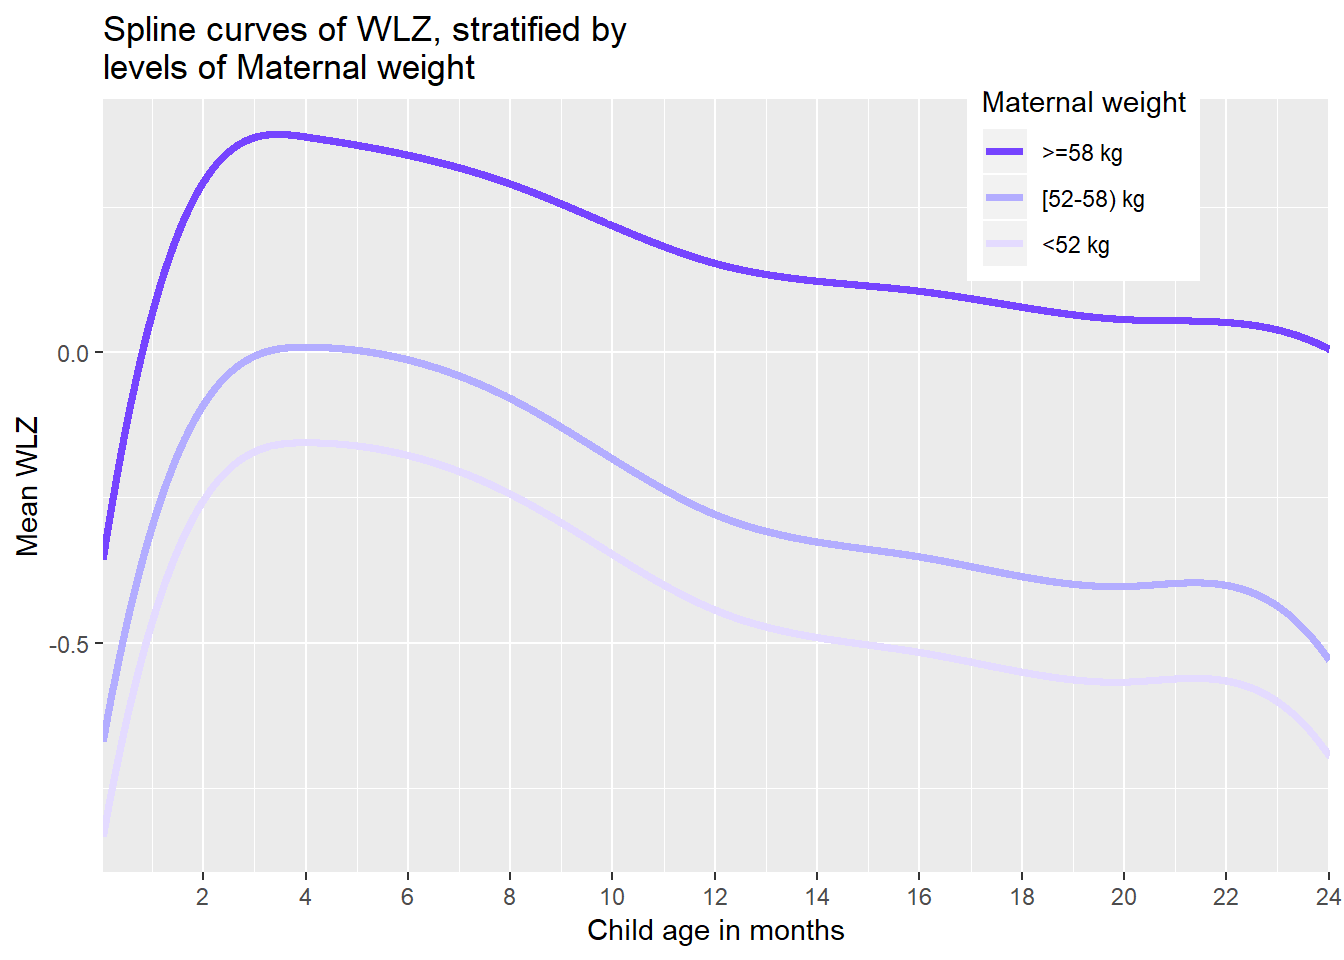 Spline curves of WLZ, stratified by
levels of Maternal weight
Maternal weight
>=58 kg
[52-58) kg
<52 kg
0.0
-0.5
Mean WLZ
2 4 6 8 10 12 14 16 18 20 22 24
Child age in months